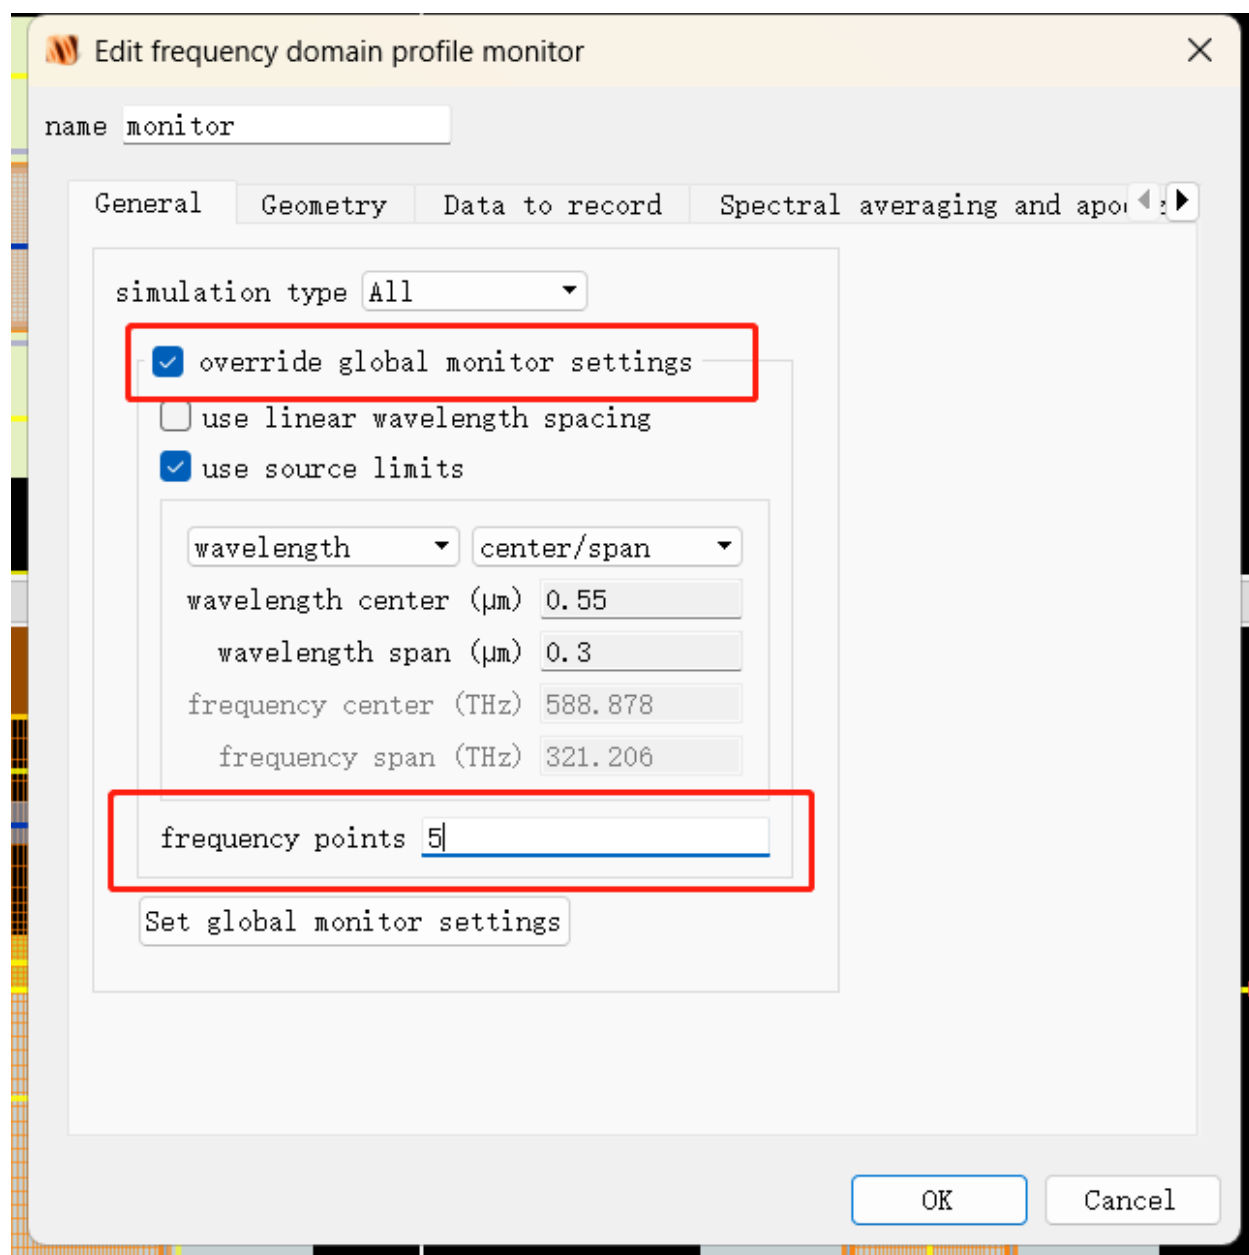 Edit frequency domain profile monitor
name monitor
General Geometry Data to record Spectral averaging and
simulation type All
override global monitor settings
use linear wavelength spacing
use source limits
wavelength center/span
wavelength center (μm) 0.55
wavelength span (μm) 0.3
frequency center (THz) 588.878
frequency span (THz) 321.206
frequency points 5
Set global monitor settings
OK Cancel